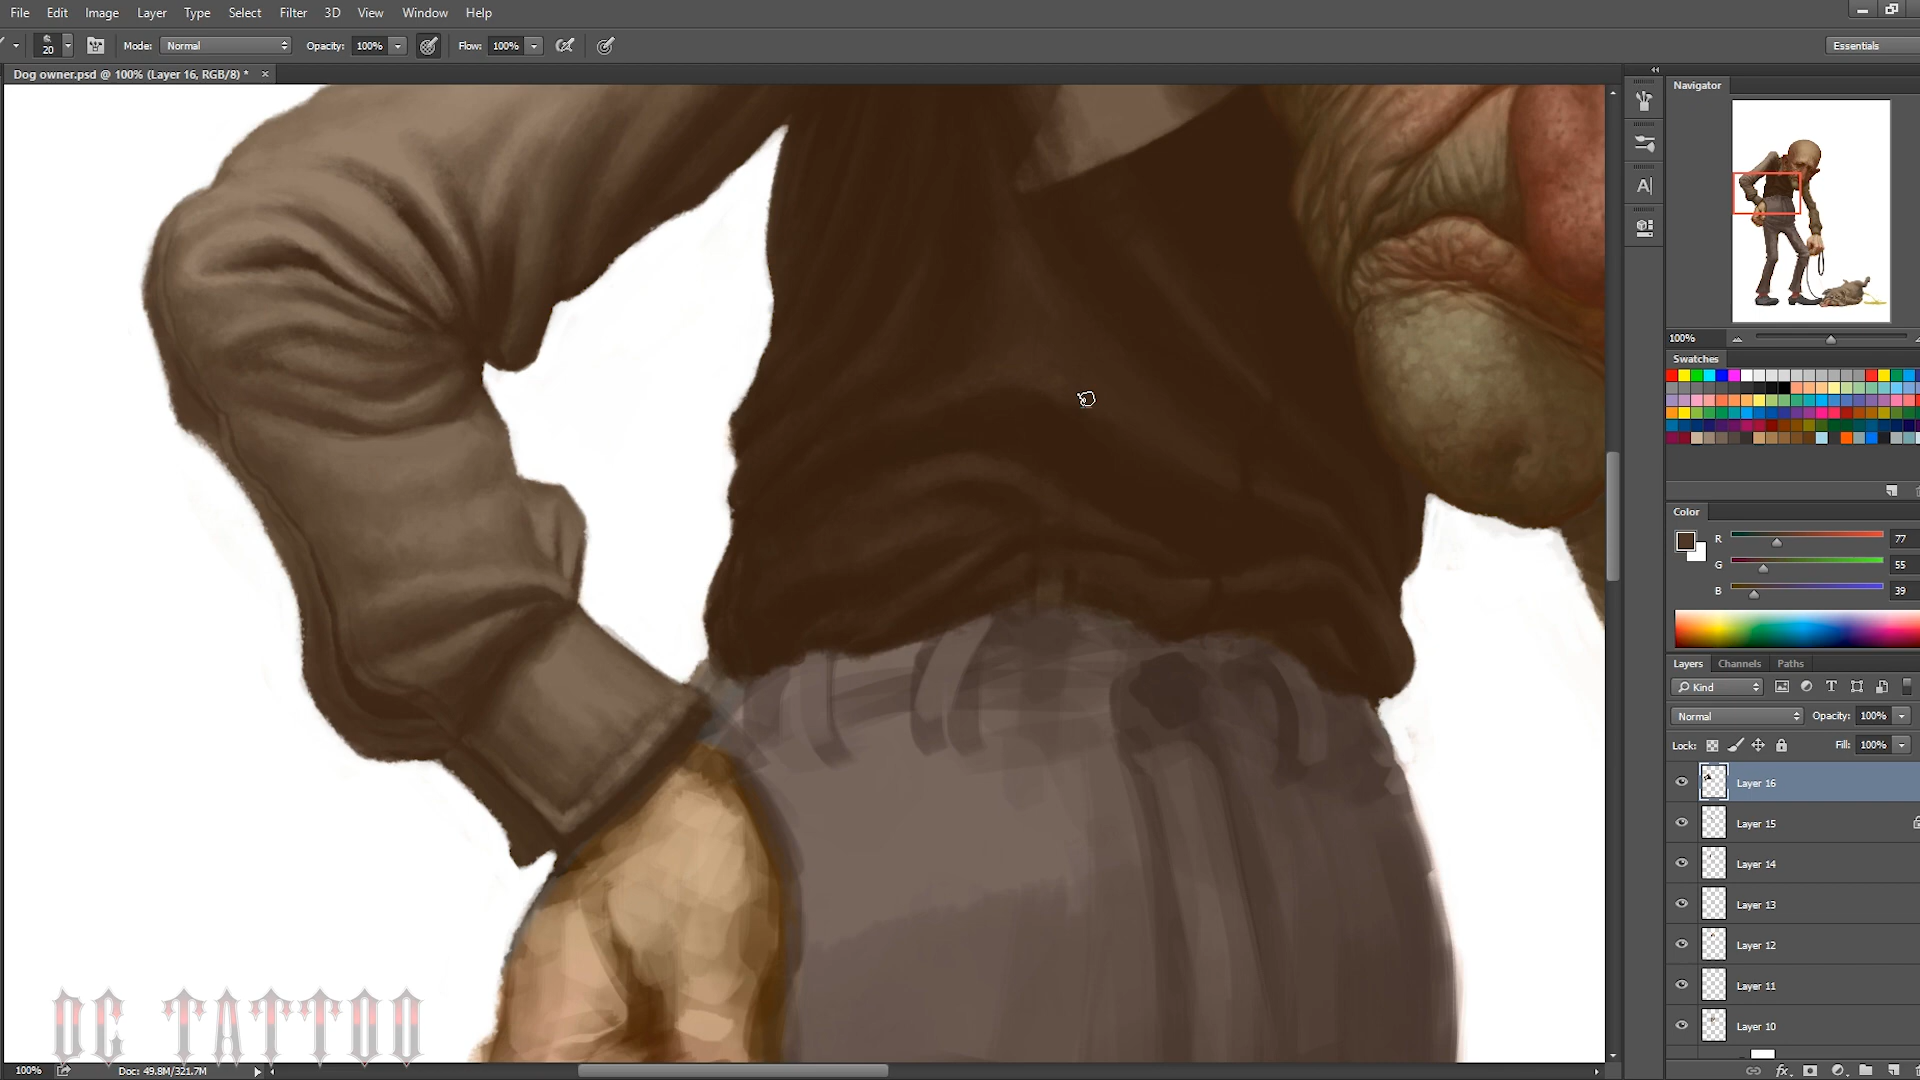 File Edit Image Layer Type Select Filter 3D View Window Help
20 Mode: Normal Opacity: 100% Flow: 100% Essentials
Dog owner.psd @ 100% (Layer 16, RGB/8) * ×
Navigator
100%
Swatches
Color
R 77
G 55
B 39
Layers Channels Paths
Kind
Normal Opacity: 100%
Lock: Fill: 100%
Layer 16
Layer 15
Layer 14
Layer 13
Layer 12
Layer 11
Layer 10
DC TATTOO
100% Doc: 49.8M/321.7M